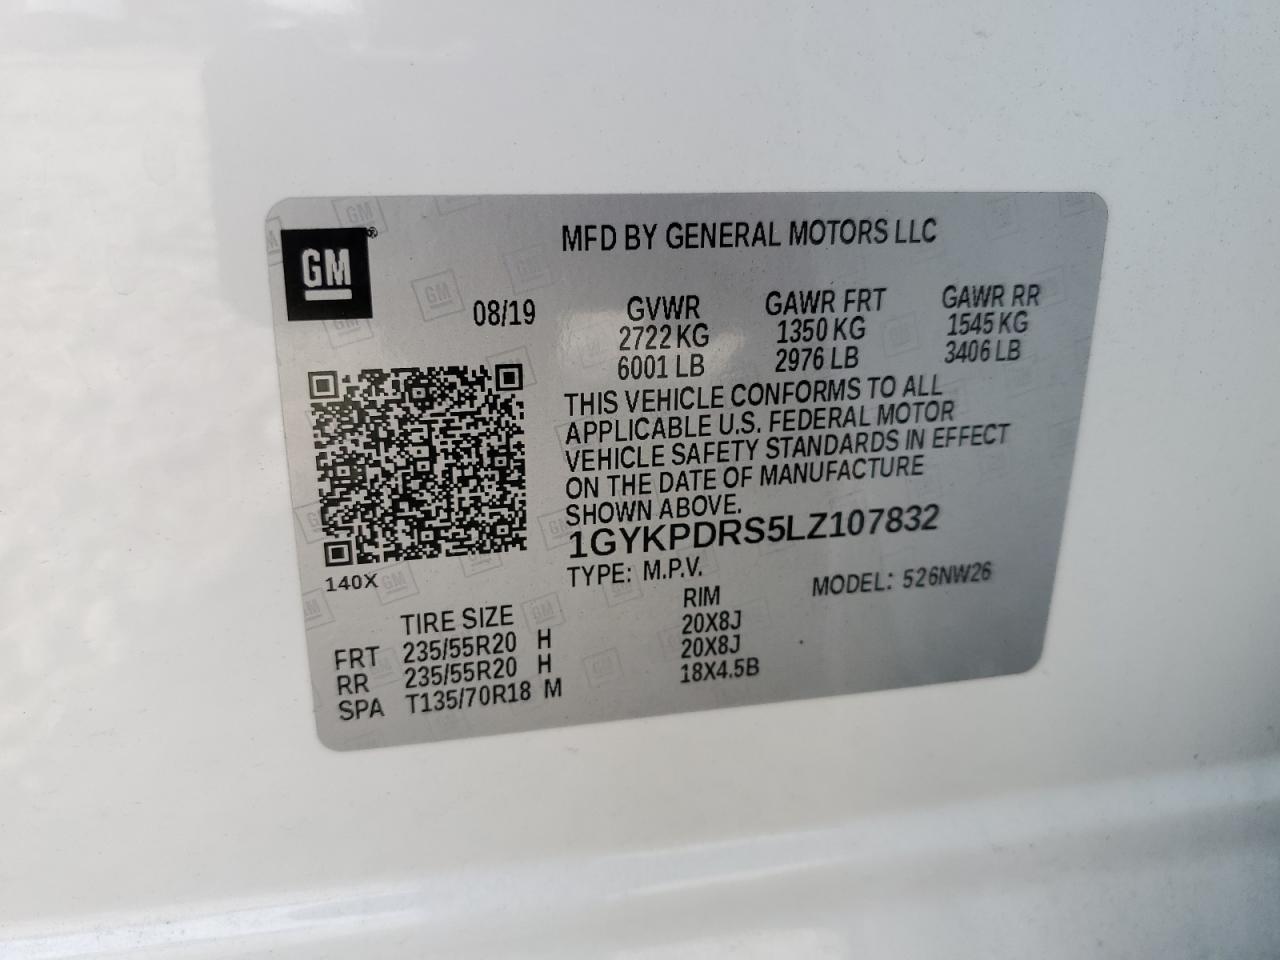 GM®
MFD BY GENERAL MOTORS LLC
08/19
GVWR GAWR FRT GAWR RR
2722 KG 1350 KG 1545 KG
6001 LB 2976 LB 3406 LB
THIS VEHICLE CONFORMS TO ALL
APPLICABLE U.S. FEDERAL MOTOR
VEHICLE SAFETY STANDARDS IN EFFECT
ON THE DATE OF MANUFACTURE
SHOWN ABOVE.
1GYKPDRS5LZ107832
140X
TYPE: M.P.V. MODEL: 526NW26
TIRE SIZE RIM
FRT 235/55R20 H 20X8J
RR 235/55R20 H 20X8J
SPA T135/70R18 M 18X4.5B